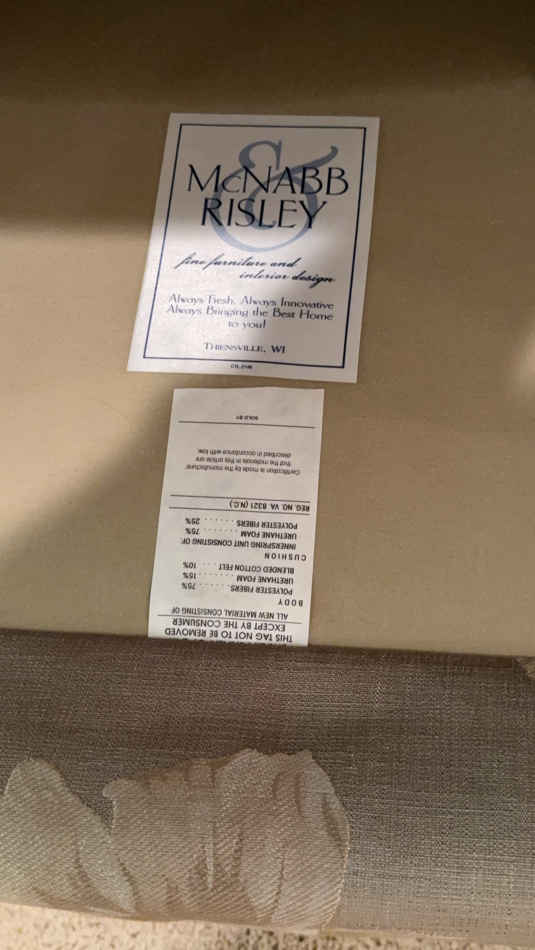 McNABB
&
RISLEY
fine furniture and
interior design
Always Fresh, Always Innovative
Always Bringing the Best Home
to you!
THIENSVILLE, WI
THIS TAG NOT TO BE REMOVED
EXCEPT BY THE CONSUMER
ALL NEW MATERIAL CONSISTING OF
BODY
POLYESTER FIBERS ....... 75%
URETHANE FOAM ........ 15%
BLENDED COTTON FELT .... 10%
CUSHION
INNERSPRING UNIT CONSISTING OF:
URETHANE FOAM ........ 75%
POLYESTER FIBERS ....... 25%
REG. NO. VA. 8321 (N.C.)
Certification is made by the manufacturer
that the materials in this article are
described in accordance with law.
SOLD BY